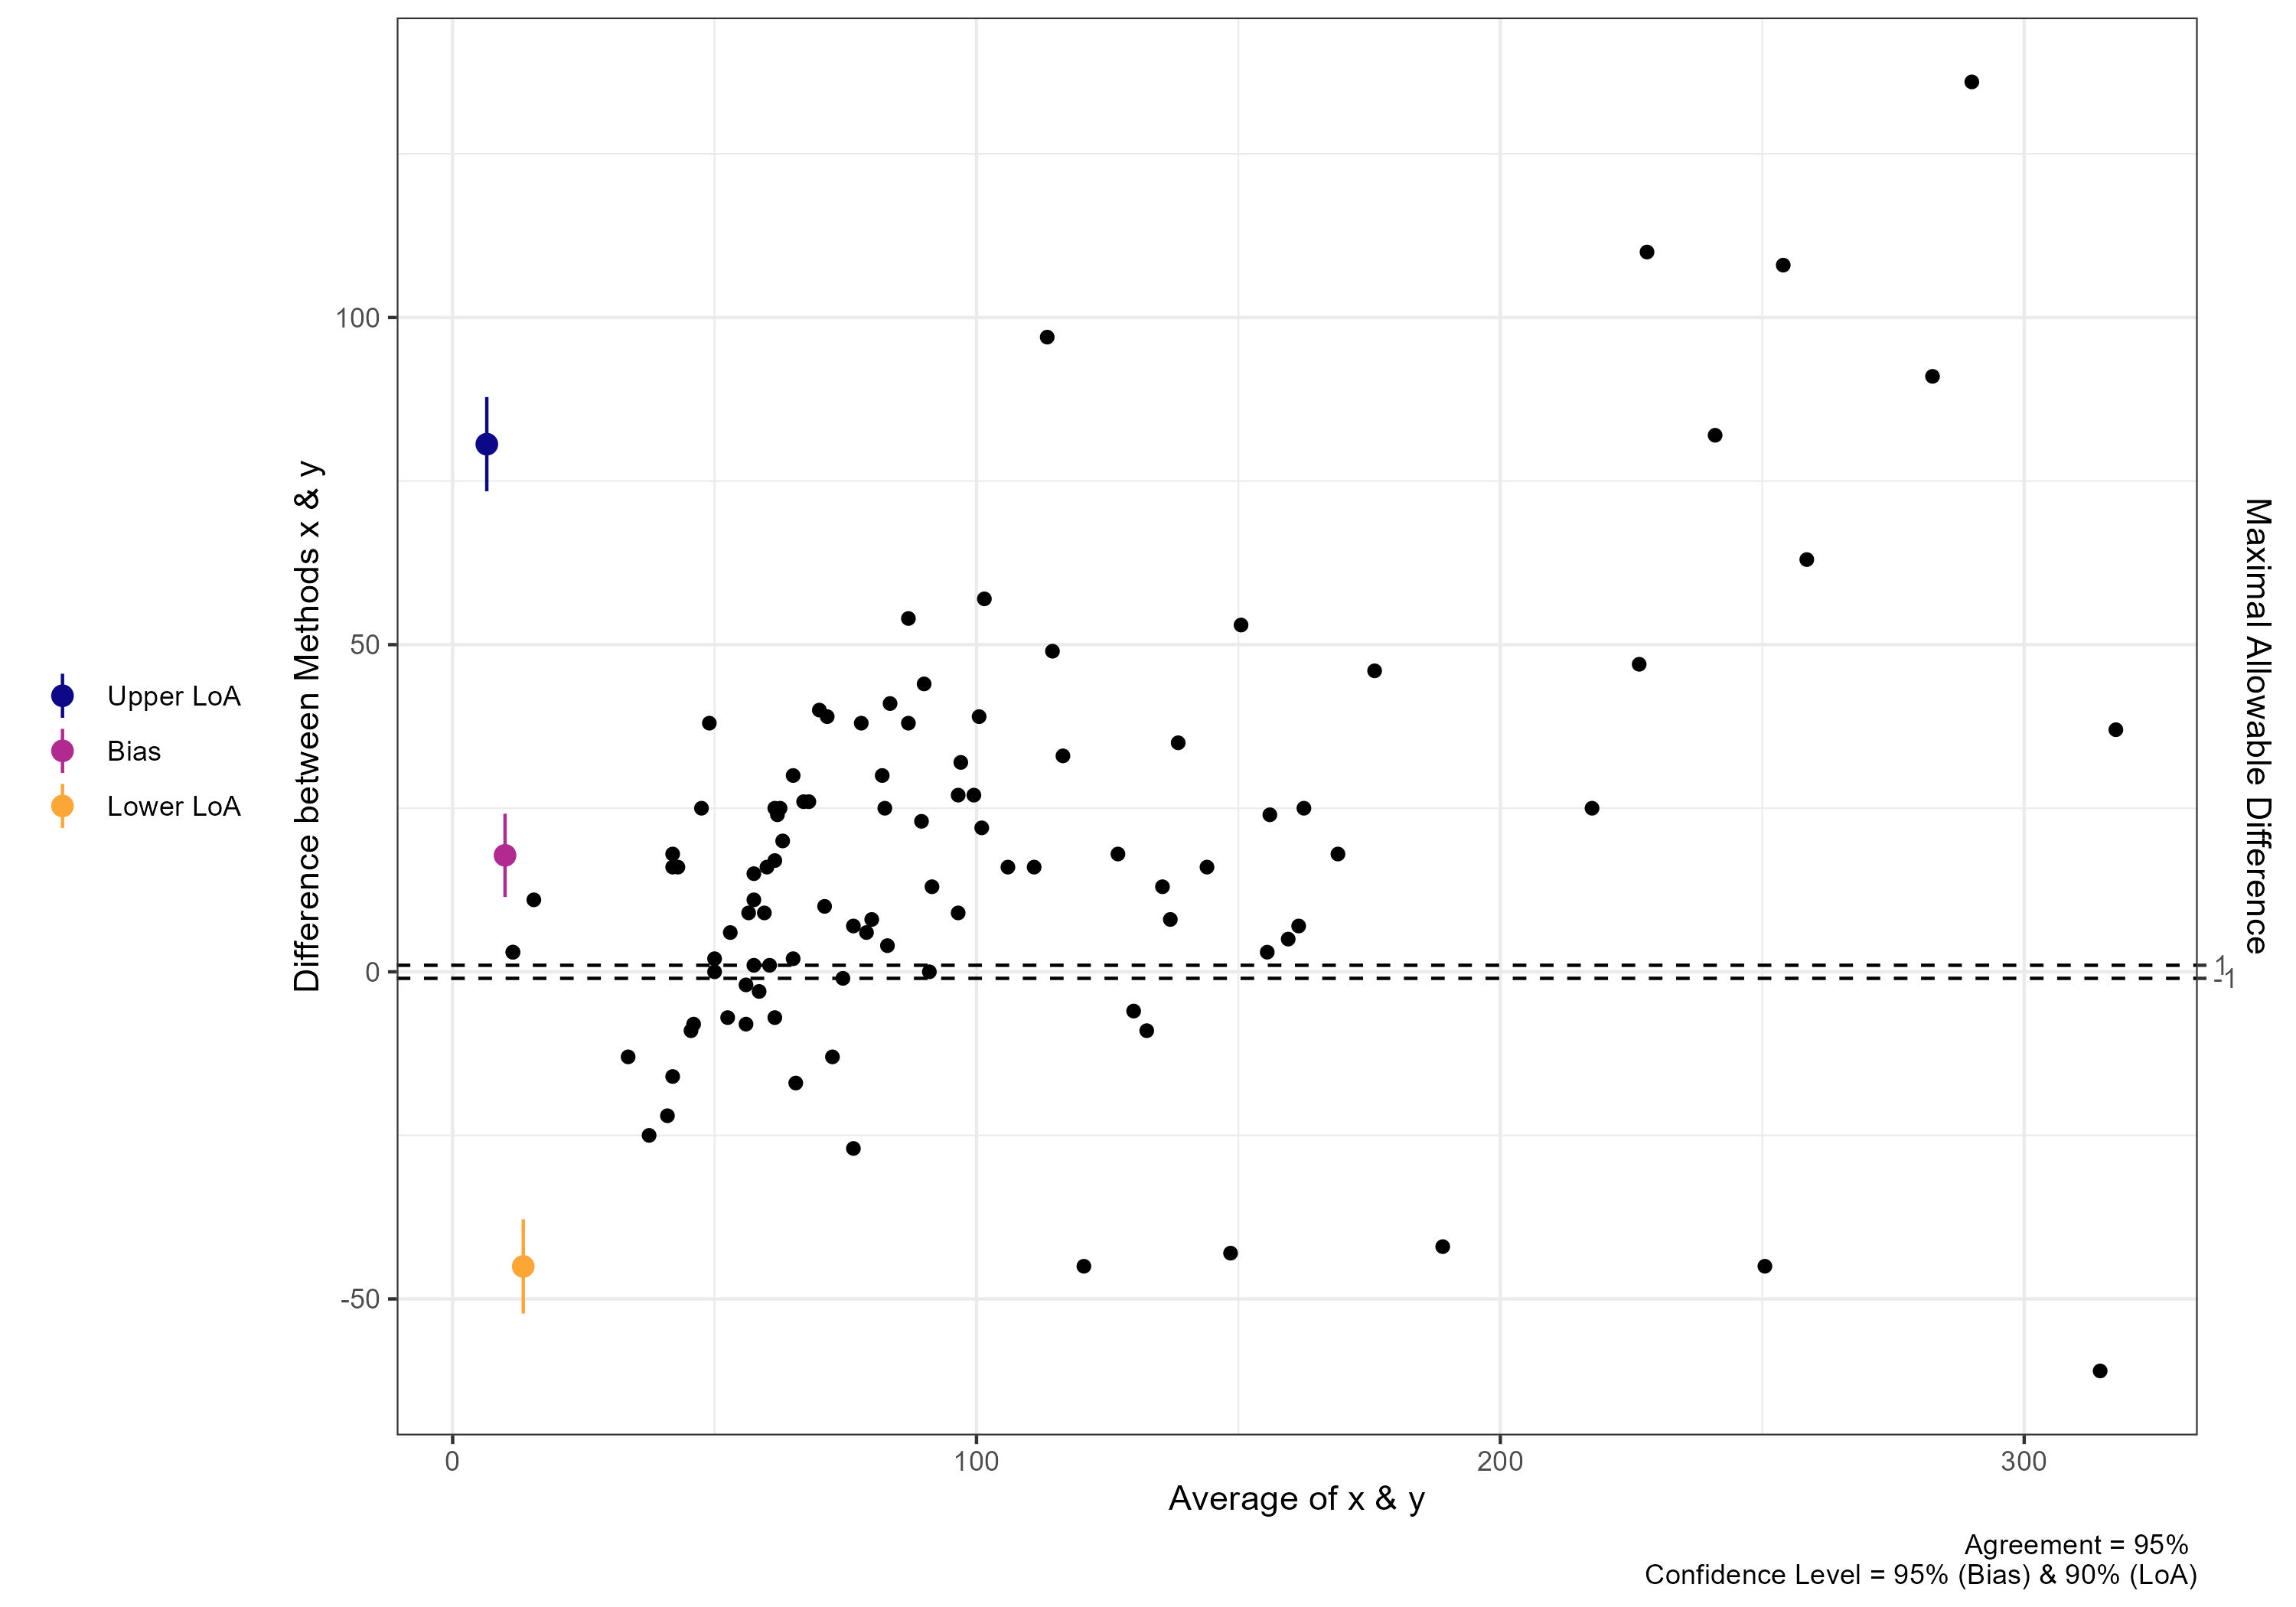 Upper LoA
Bias
Lower LoA
Difference between Methods x & y
100
50
0
-50
0
100
200
300
Average of x & y
1
-1
Maximal Allowable Difference
Agreement = 95%
Confidence Level = 95% (Bias) & 90% (LoA)